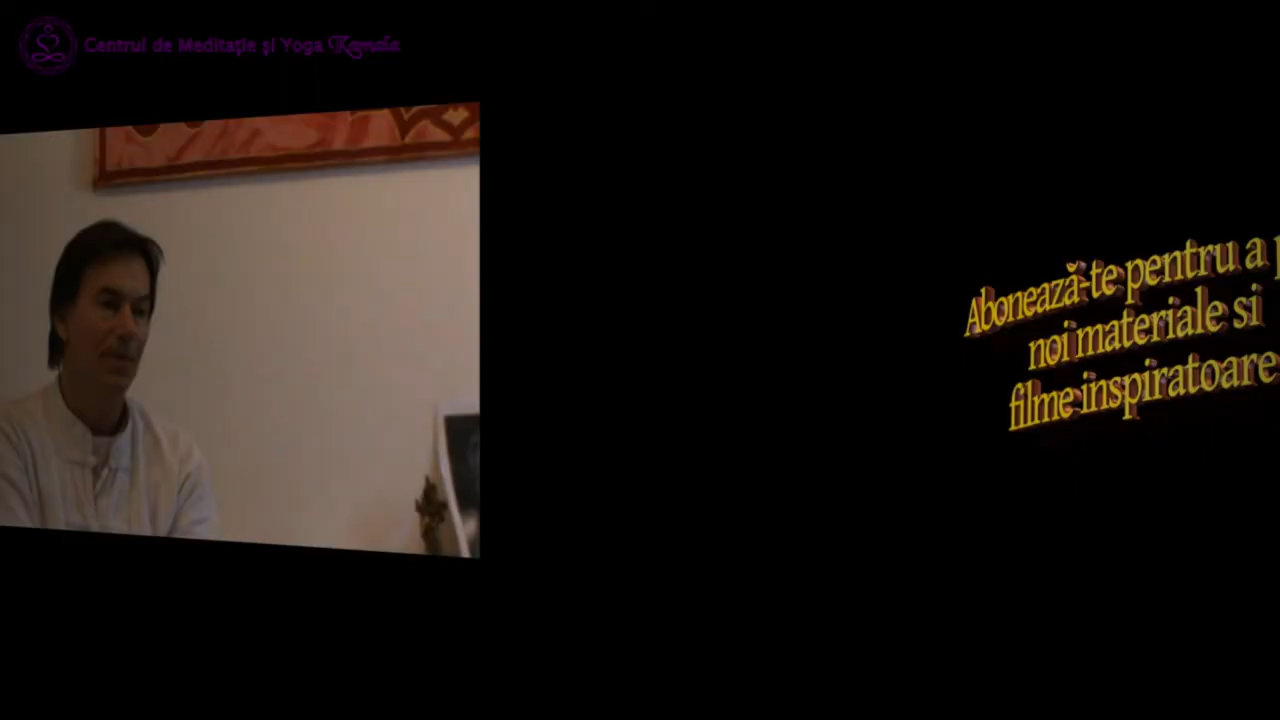 Centrul de Meditație și Yoga Kamala
Abonează-te pentru a
noi materiale si
filme inspiratoare